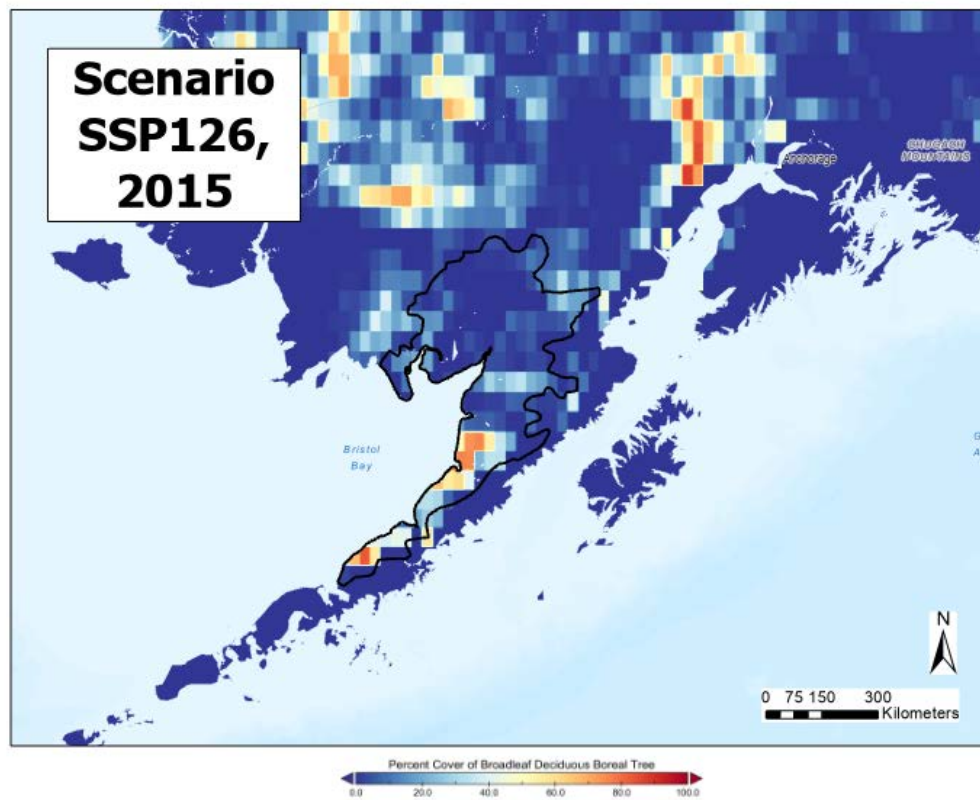 Scenario
SSP126,
2015
Anchorage
CHUGACH
MOUNTAINS
Bristol
Bay
G
A
N
0 75 150 300
Kilometers
Percent Cover of Broadleaf Deciduous Boreal Tree
0.0 20.0 40.0 60.0 80.0 100.0